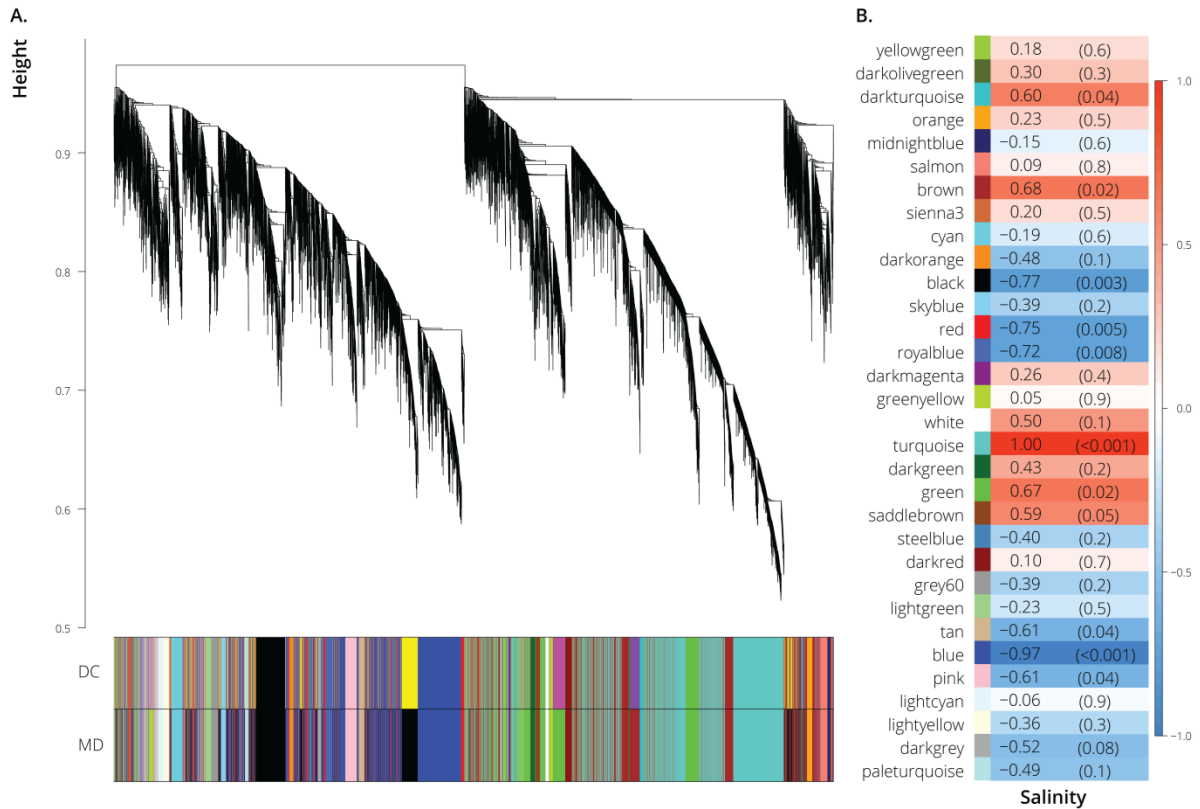 A.
Height
0.9
0.8
0.7
0.6
0.5
DC
MD
B.
yellowgreen 0.18 (0.6)
darkolivegreen 0.30 (0.3)
darkturquoise 0.60 (0.04)
orange 0.23 (0.5)
midnightblue −0.15 (0.6)
salmon 0.09 (0.8)
brown 0.68 (0.02)
sienna3 0.20 (0.5)
cyan −0.19 (0.6)
darkorange −0.48 (0.1)
black −0.77 (0.003)
skyblue −0.39 (0.2)
red −0.75 (0.005)
royalblue −0.72 (0.008)
darkmagenta 0.26 (0.4)
greenyellow 0.05 (0.9)
white 0.50 (0.1)
turquoise 1.00 (<0.001)
darkgreen 0.43 (0.2)
green 0.67 (0.02)
saddlebrown 0.59 (0.05)
steelblue −0.40 (0.2)
darkred 0.10 (0.7)
grey60 −0.39 (0.2)
lightgreen −0.23 (0.5)
tan −0.61 (0.04)
blue −0.97 (<0.001)
pink −0.61 (0.04)
lightcyan −0.06 (0.9)
lightyellow −0.36 (0.3)
darkgrey −0.52 (0.08)
paleturquoise −0.49 (0.1)
Salinity
1.0
0.5
0.0
−0.5
−1.0